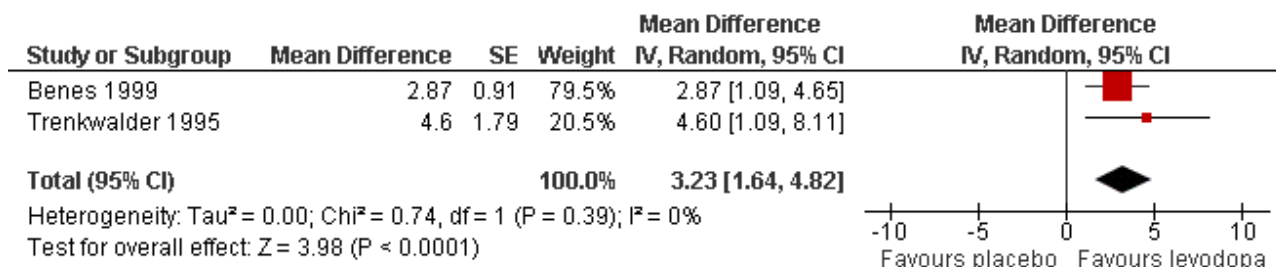 Mean Difference Mean Difference
Study or Subgroup Mean Difference SE Weight IV, Random, 95% CI IV, Random, 95% CI
Benes 1999 2.87 0.91 79.5% 2.87 [1.09, 4.65]
Trenkwalder 1995 4.6 1.79 20.5% 4.60 [1.09, 8.11]
Total (95% CI) 100.0% 3.23 [1.64, 4.82]
Heterogeneity: Tau² = 0.00; Chi² = 0.74, df = 1 (P = 0.39); I² = 0%
Test for overall effect: Z = 3.98 (P < 0.0001)
-10 -5 0 5 10
Favours placebo Favours levodopa